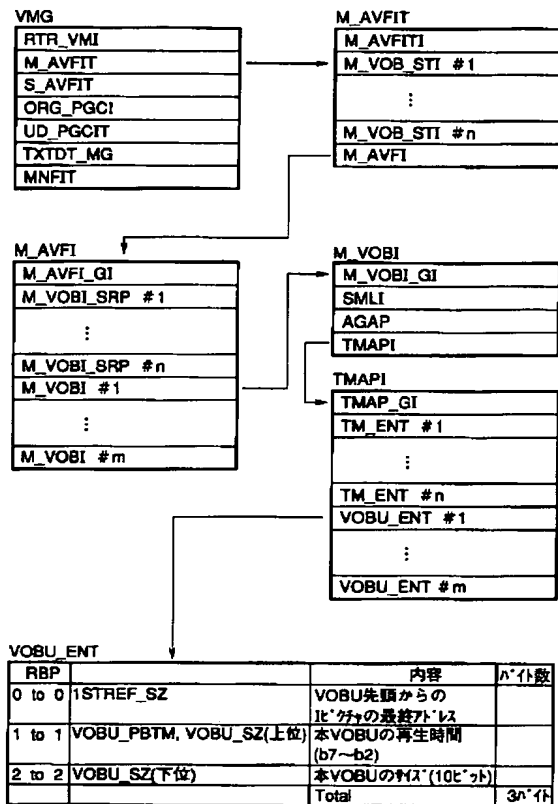 VMG
RTR_VMI
M_AVFIT
S_AVFIT
ORG_PGCI
UD_PGCIT
TXTDT_MG
MNFIT
M_AVFIT
M_AVFITI
M_VOB_STI #1
⋮
M_VOB_STI #n
M_AVFI
M_AVFI
M_AVFI_GI
M_VOBI_SRP #1
⋮
M_VOBI_SRP #n
M_VOBI #1
⋮
M_VOBI #m
M_VOBI
M_VOBI_GI
SMLI
AGAP
TMAPI
TMAPI
TMAP_GI
TM_ENT #1
⋮
TM_ENT #n
VOBU_ENT #1
⋮
VOBU_ENT #m
VOBU_ENT
RBP 内容 バイト数
0 to 0 1STREF_SZ VOBU先頭からの
Iピクチャの最終アドレス
1 to 1 VOBU_PBTM, VOBU_SZ(上位) 本VOBUの再生時間
(b7~b2)
2 to 2 VOBU_SZ(下位) 本VOBUのサイズ(10ビット)
Total 3バイト